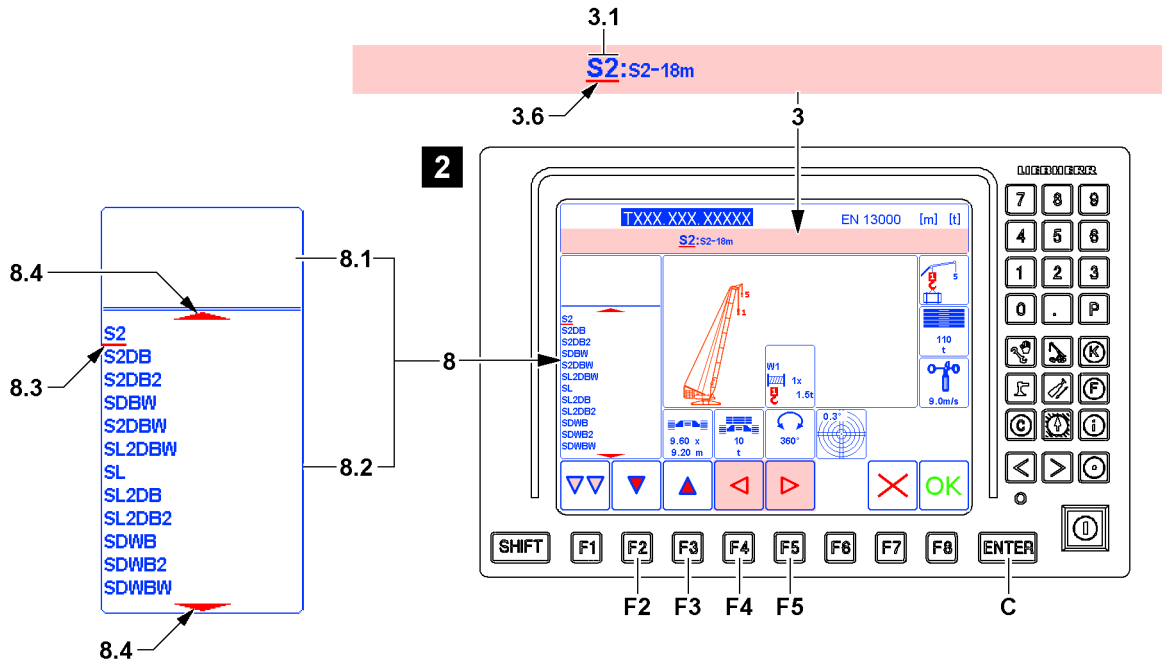 3.1
S2:S2-18m
3.6
3
2
LIEBHERR
TXXX XXX XXXXX EN 13000 [m] [t]
S2:S2-18m
7 8 9
4 5 6
1 2 3
0 . P
K
F
C i
8.4
8.1
8.3
8
8.2
8.4
S2
S2DB
S2DB2
SDBW
S2DBW
SL2DBW
SL
SL2DB
SL2DB2
SDWB
SDWB2
SDWBW
S2
S2DB
S2DB2
SDBW
S2DBW
SL2DBW
SL
SL2DB
SL2DB2
SDWB
SDWB2
SDWBW
5
1
W1
1x
1
1.5t
1
5
110
t
9.0m/s
9.60 x
9.20 m
10
t
360°
0.3°
OK
SHIFT F1 F2 F3 F4 F5 F6 F7 F8 ENTER
F2 F3 F4 F5 C